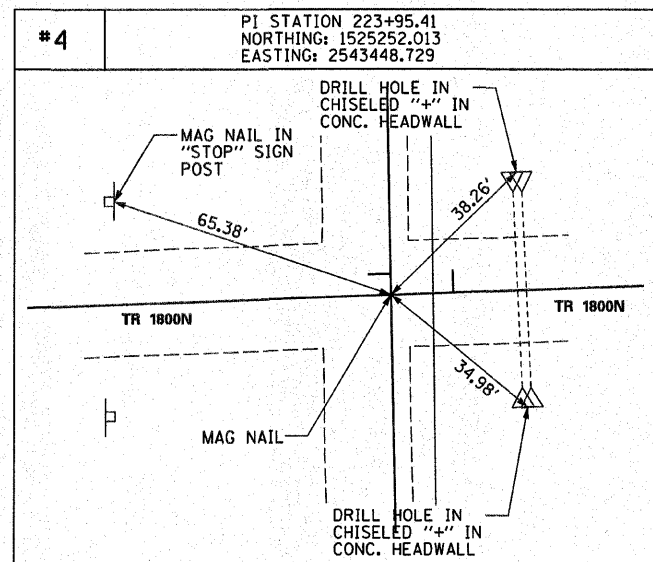 #4
PI STATION 223+95.41
NORTHING: 1525252.013
EASTING: 2543448.729
DRILL HOLE IN
CHISELED "+" IN
CONC. HEADWALL
MAG NAIL IN
"STOP" SIGN
POST
65.38'
38.26'
TR 1800N
TR 1800N
34.98'
MAG NAIL
DRILL HOLE IN
CHISELED "+" IN
CONC. HEADWALL